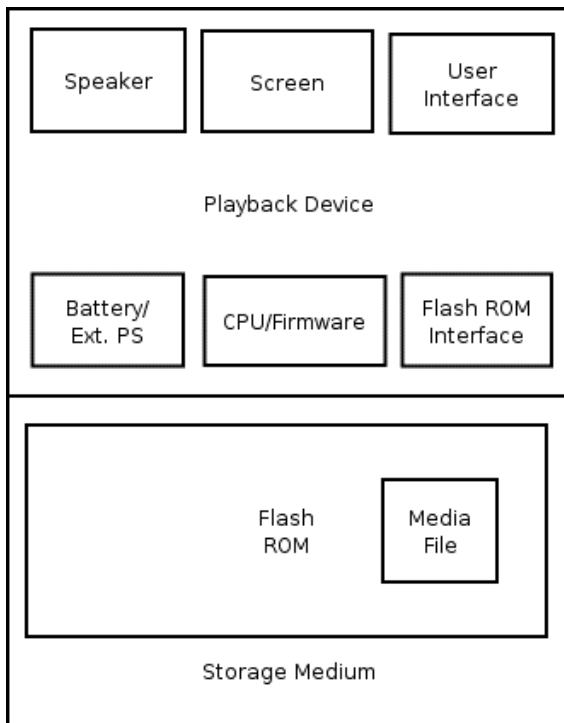 Speaker
Screen
User
Interface
Playback Device
Battery/
Ext. PS
CPU/Firmware
Flash ROM
Interface
Flash
ROM
Media
File
Storage Medium